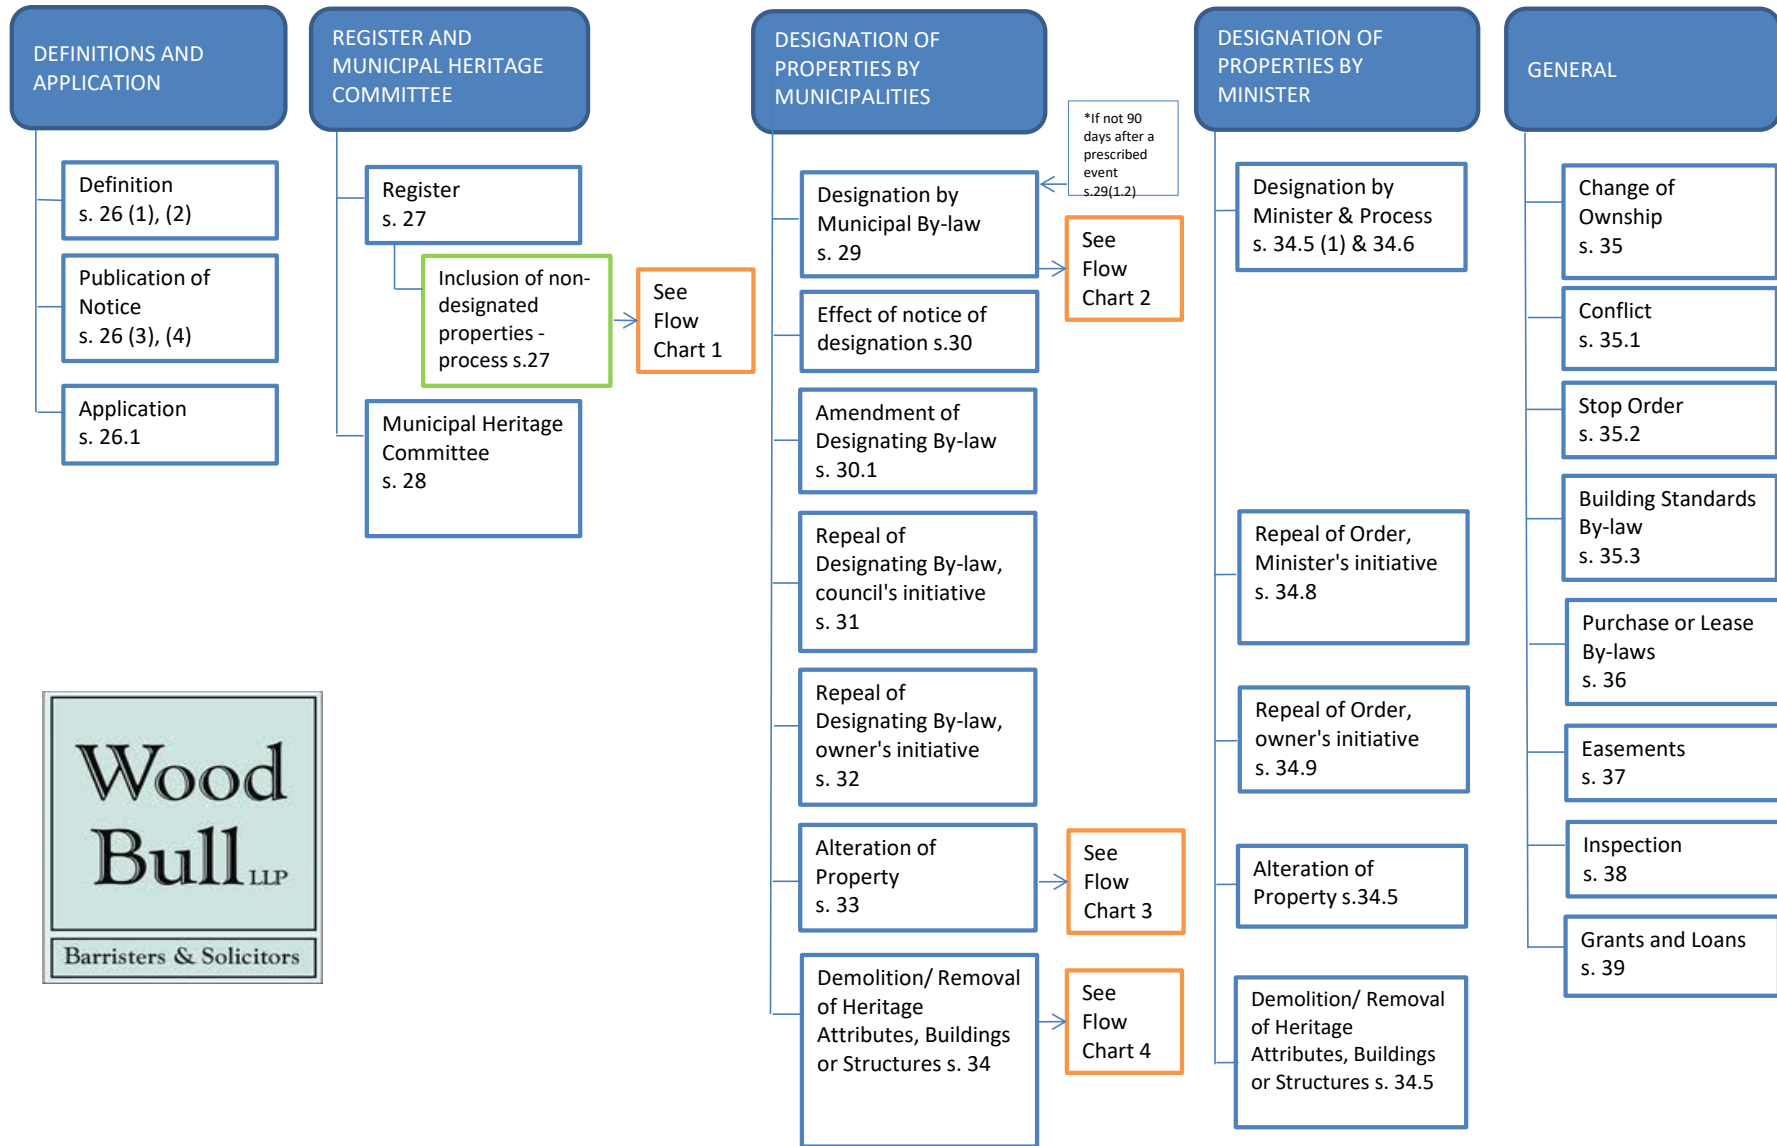 DEFINITIONS AND
APPLICATION
Definition
s. 26 (1), (2)
Publication of
Notice
s. 26 (3), (4)
Application
s. 26.1
REGISTER AND
MUNICIPAL HERITAGE
COMMITTEE
Register
s. 27
Inclusion of non-
designated
properties -
process s.27
See
Flow
Chart 1
Municipal Heritage
Committee
s. 28
DESIGNATION OF
PROPERTIES BY
MUNICIPALITIES
*If not 90
days after a
prescribed
event
s.29(1.2)
Designation by
Municipal By-law
s. 29
See
Flow
Chart 2
Effect of notice of
designation s.30
Amendment of
Designating By-law
s. 30.1
Repeal of
Designating By-law,
council's initiative
s. 31
Repeal of
Designating By-law,
owner's initiative
s. 32
Alteration of
Property
s. 33
See
Flow
Chart 3
Demolition/ Removal
of Heritage
Attributes, Buildings
or Structures s. 34
See
Flow
Chart 4
DESIGNATION OF
PROPERTIES BY
MINISTER
Designation by
Minister & Process
s. 34.5 (1) & 34.6
Repeal of Order,
Minister's initiative
s. 34.8
Repeal of Order,
owner's initiative
s. 34.9
Alteration of
Property s.34.5
Demolition/ Removal
of Heritage
Attributes, Buildings
or Structures s. 34.5
GENERAL
Change of
Ownship
s. 35
Conflict
s. 35.1
Stop Order
s. 35.2
Building Standards
By-law
s. 35.3
Purchase or Lease
By-laws
s. 36
Easements
s. 37
Inspection
s. 38
Grants and Loans
s. 39
Wood
Bull LLP
Barristers & Solicitors